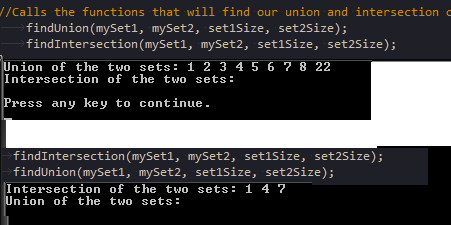 //Calls the functions that will find our union and intersection o
findUnion(mySet1, mySet2, set1Size, set2Size);
findIntersection(mySet1, mySet2, set1Size, set2Size);
Union of the two sets: 1 2 3 4 5 6 7 8 22
Intersection of the two sets:
Press any key to continue.
findIntersection(mySet1, mySet2, set1Size, set2Size);
findUnion(mySet1, mySet2, set1Size, set2Size);
Intersection of the two sets: 1 4 7
Union of the two sets: